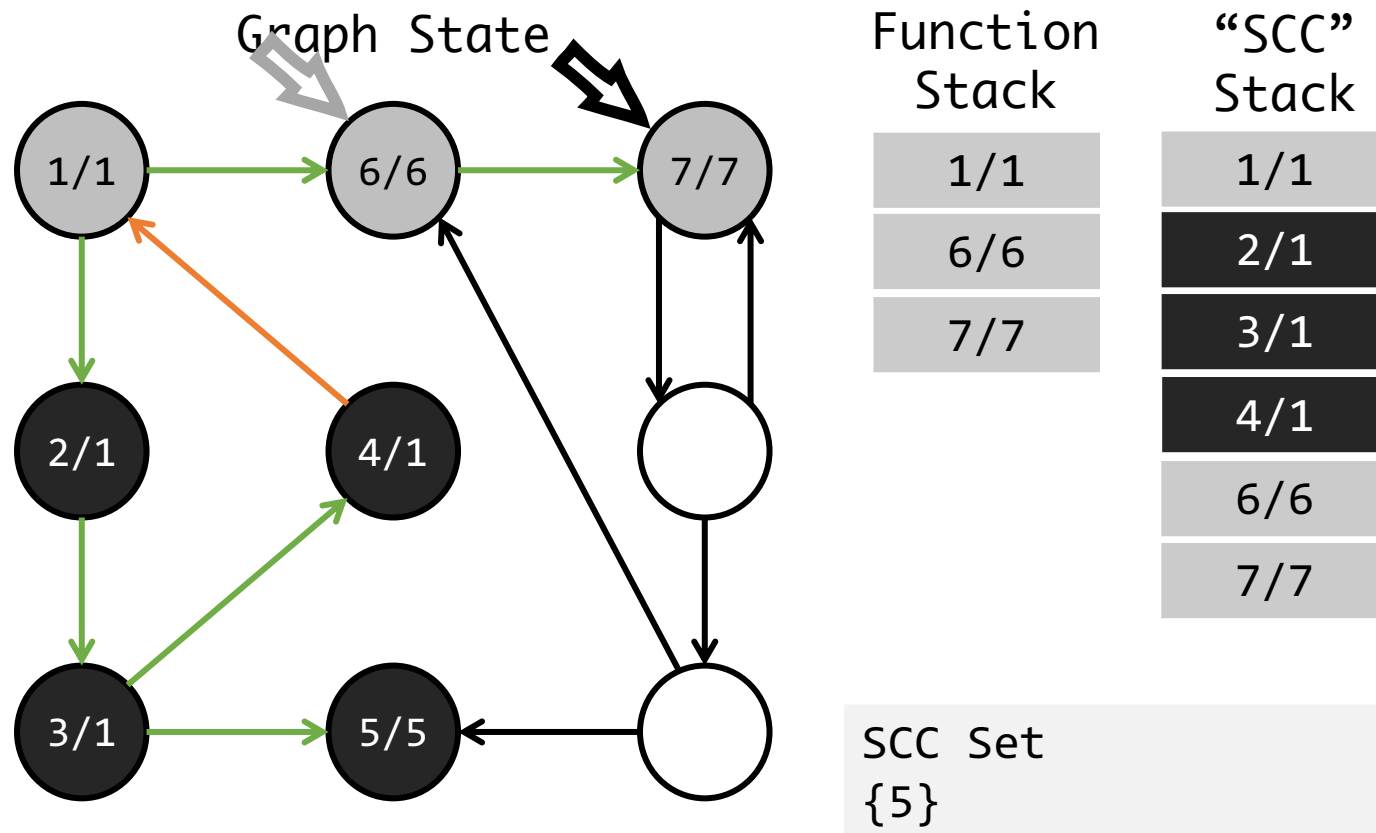 Graph State
Function
Stack
“SCC”
Stack
1/1
6/6
7/7
2/1
4/1
3/1
5/5
1/1
6/6
7/7
1/1
2/1
3/1
4/1
6/6
7/7
SCC Set
{5}